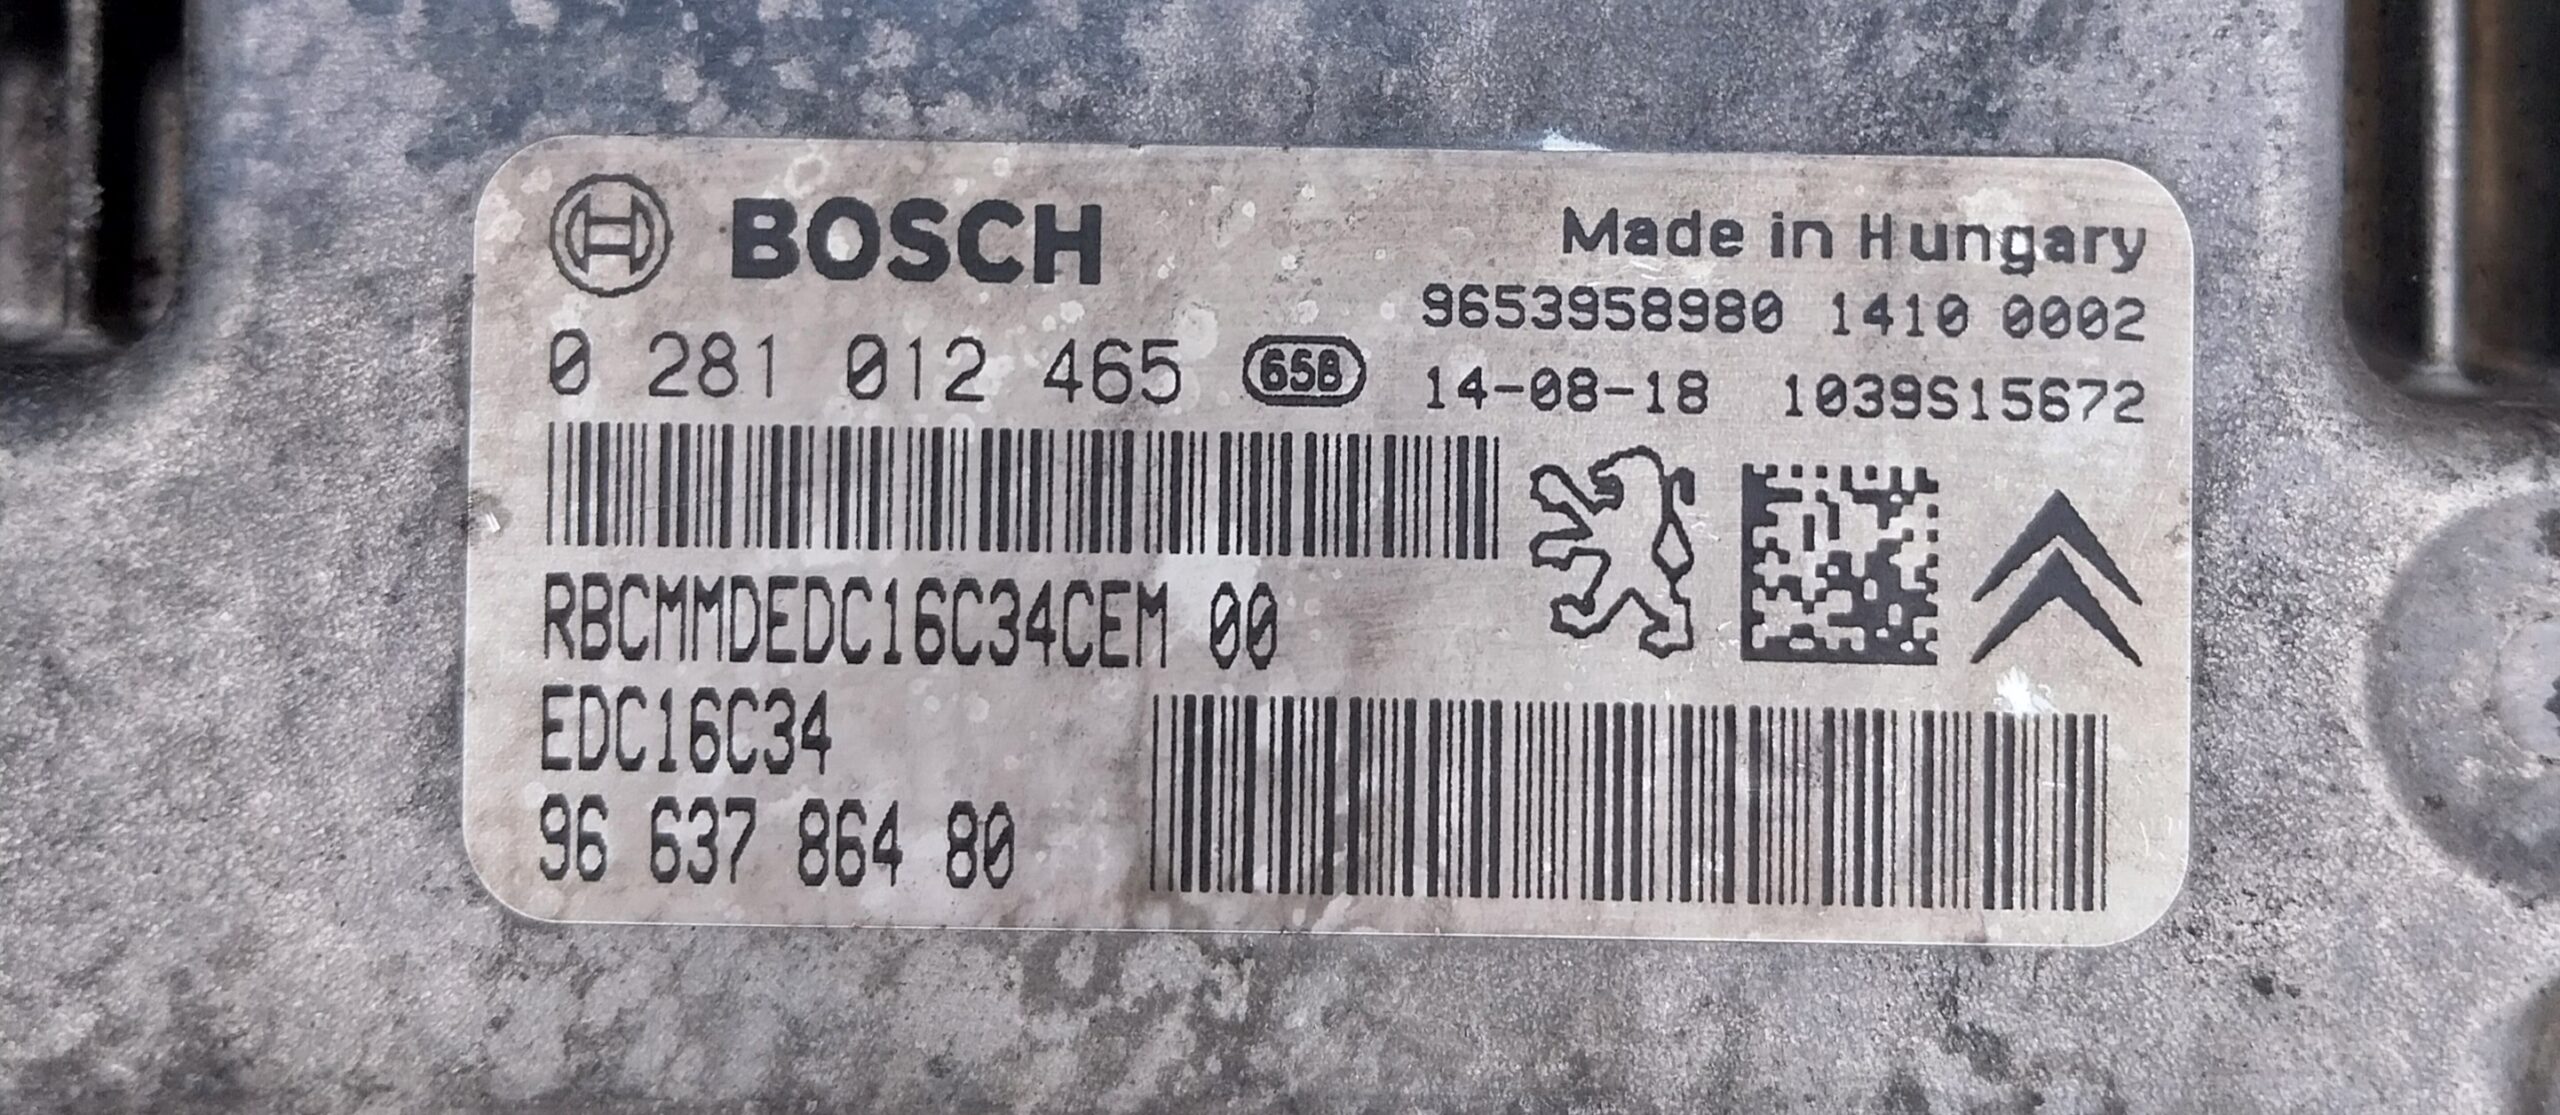 BOSCH
Made in Hungary
9653958980 1410 0002
0 281 012 465 658
14-08-18 1039S15672
RBCMMDEDC16C34CEM 00
EDC16C34
96 637 864 80